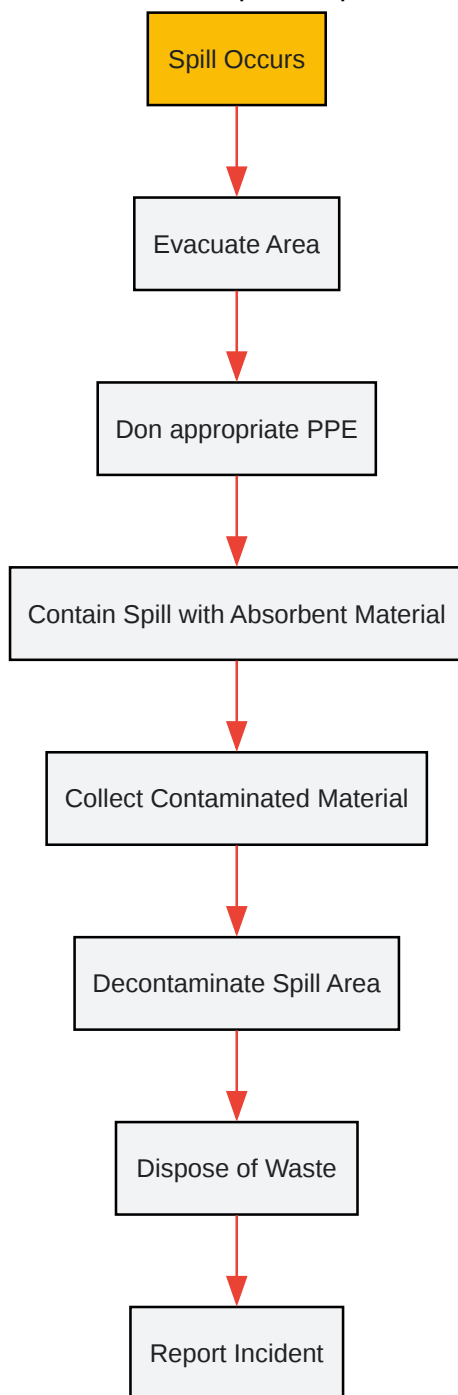 Spill Occurs
Evacuate Area
Don appropriate PPE
Contain Spill with Absorbent Material
Collect Contaminated Material
Decontaminate Spill Area
Dispose of Waste
Report Incident